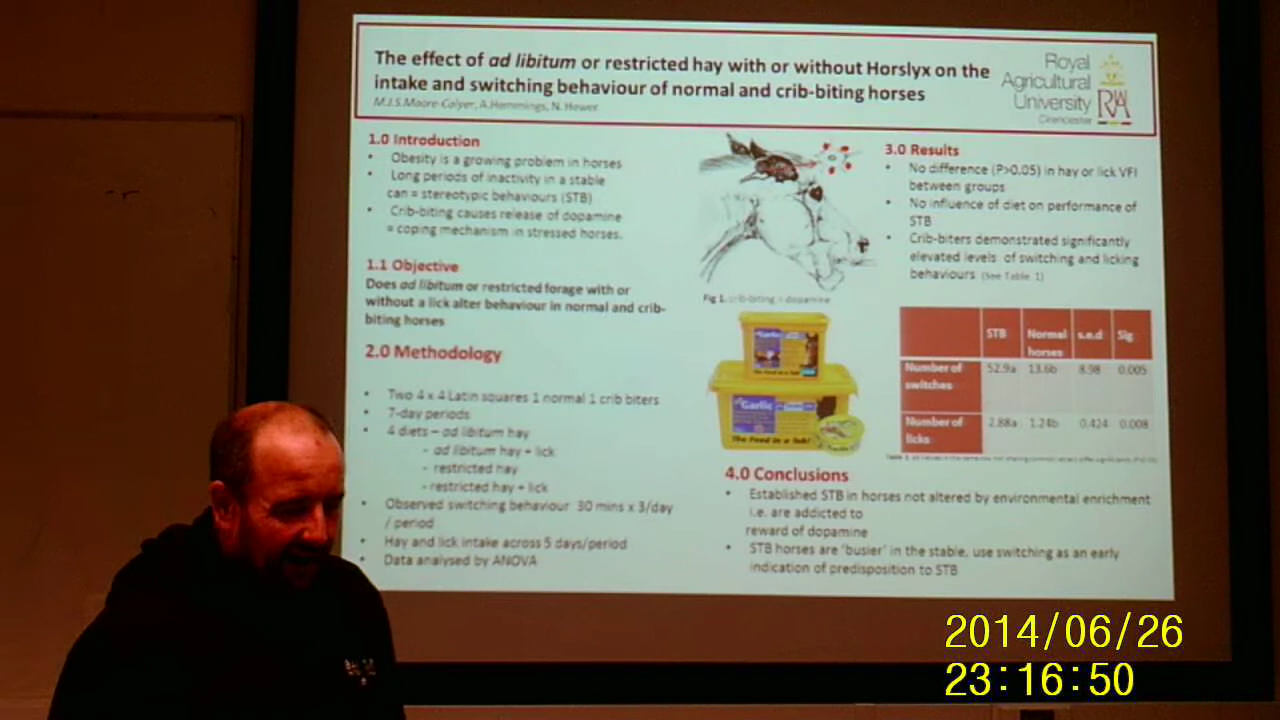 The effect of ad libitum or restricted hay with or without Horslyx on the
intake and switching behaviour of normal and crib-biting horses
M.J.S.Moore-Colyer, A.Hemmings, N. Hower
Royal
Agricultural
University
Cirencester
1.0 Introduction
• Obesity is a growing problem in horses
• Long periods of inactivity in a stable
can = stereotypic behaviours (STB)
• Crib-biting causes release of dopamine
= coping mechanism in stressed horses.
1.1 Objective
Does ad libitum or restricted forage with or
without a lick alter behaviour in normal and crib-
biting horses
2.0 Methodology
• Two 4 x 4 Latin squares 1 normal 1 crib biters
• 7-day periods
• 4 diets – ad libitum hay
- ad libitum hay + lick
- restricted hay
- restricted hay + lick
• Observed switching behaviour 30 mins x 3/day
/ period
• Hay and lick intake across 5 days/period
• Data analysed by ANOVA
Fig 1. crib-biting = dopamine
Garlic
Garlic
The Feed in a lick!
3.0 Results
• No difference (P>0.05) in hay or lick VFI
between groups
• No influence of diet on performance of
STB
• Crib-biters demonstrated significantly
elevated levels of switching and licking
behaviours (See Table 1)
STB Normal horses s.e.d Sig
Number of switches 52.9a 13.6b 8.98 0.005
Number of licks 2.88a 1.24b 0.424 0.008
4.0 Conclusions
• Established STB in horses not altered by environmental enrichment
i.e. are addicted to
reward of dopamine
• STB horses are 'busier' in the stable, use switching as an early
indication of predisposition to STB
2014/06/26
23:16:50